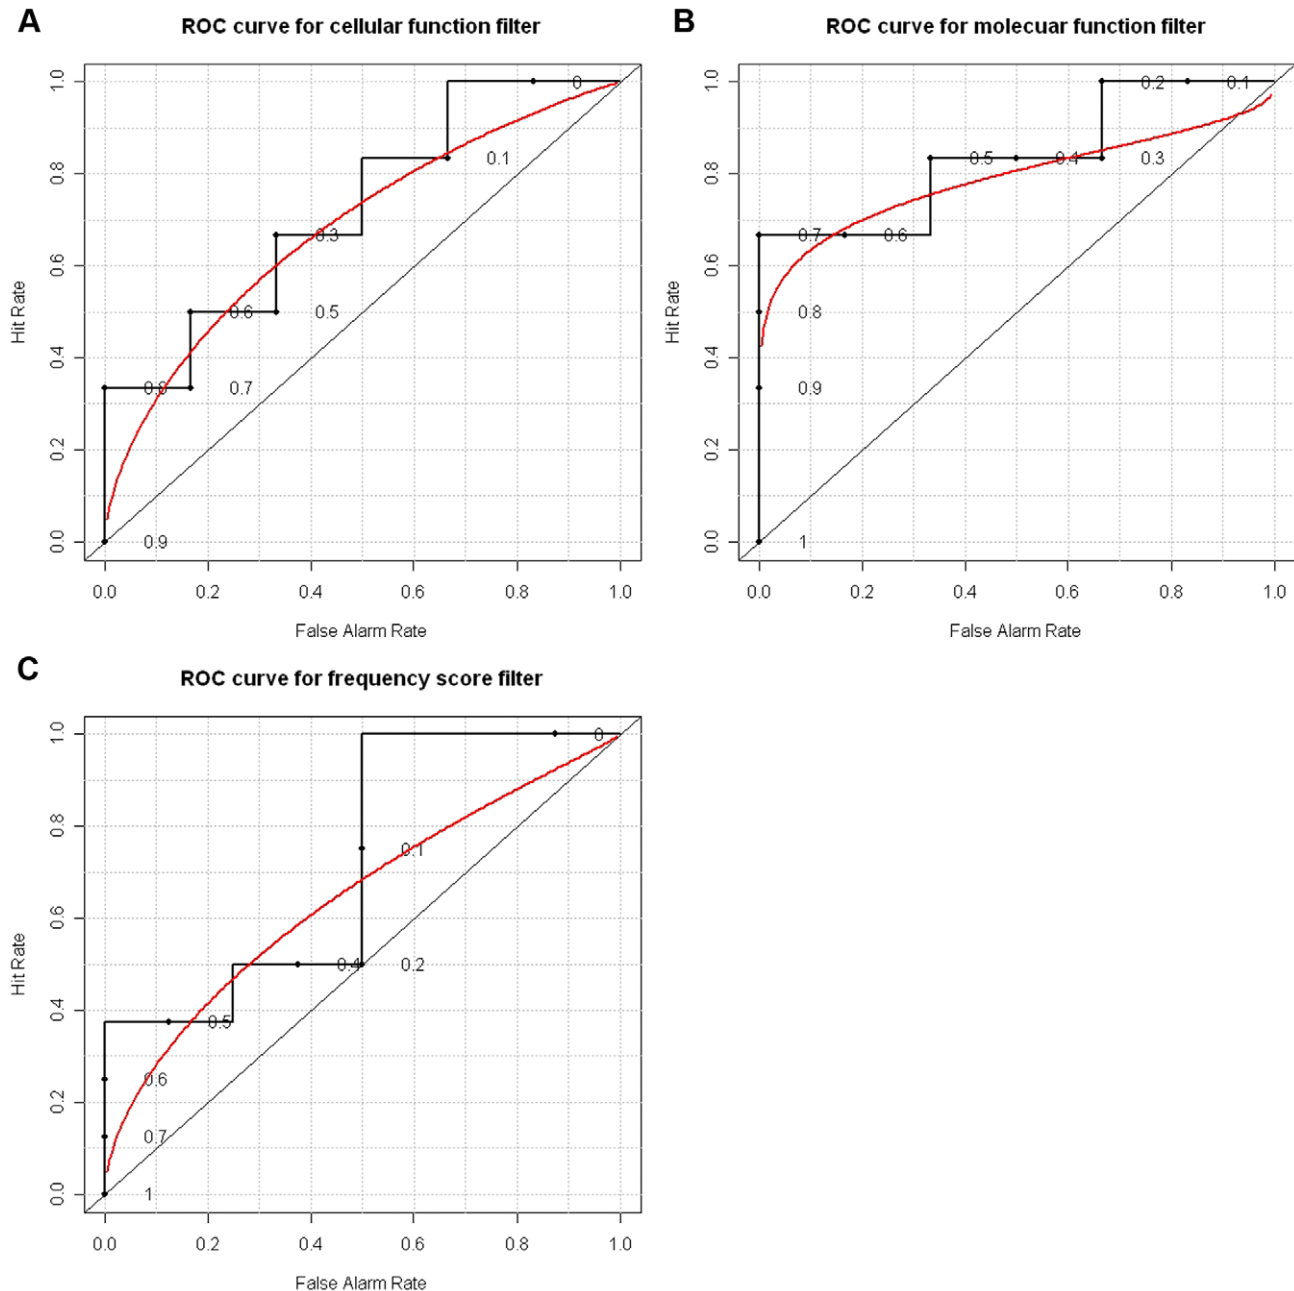 A
ROC curve for cellular function filter
Hit Rate
1.0
0.8
0.6
0.4
0.2
0.0
0
0.1
0.3
0.6
0.5
0.8
0.7
0.9
0.0 0.2 0.4 0.6 0.8 1.0
False Alarm Rate
B
ROC curve for molecuar function filter
Hit Rate
1.0
0.8
0.6
0.4
0.2
0.0
0.2 0.1
0.5 0.4 0.3
0.7 0.6
0.8
0.9
1
0.0 0.2 0.4 0.6 0.8 1.0
False Alarm Rate
C
ROC curve for frequency score filter
Hit Rate
1.0
0.8
0.6
0.4
0.2
0.0
0
0.1
0.4 0.2
0.5
0.6
0.7
1
0.0 0.2 0.4 0.6 0.8 1.0
False Alarm Rate